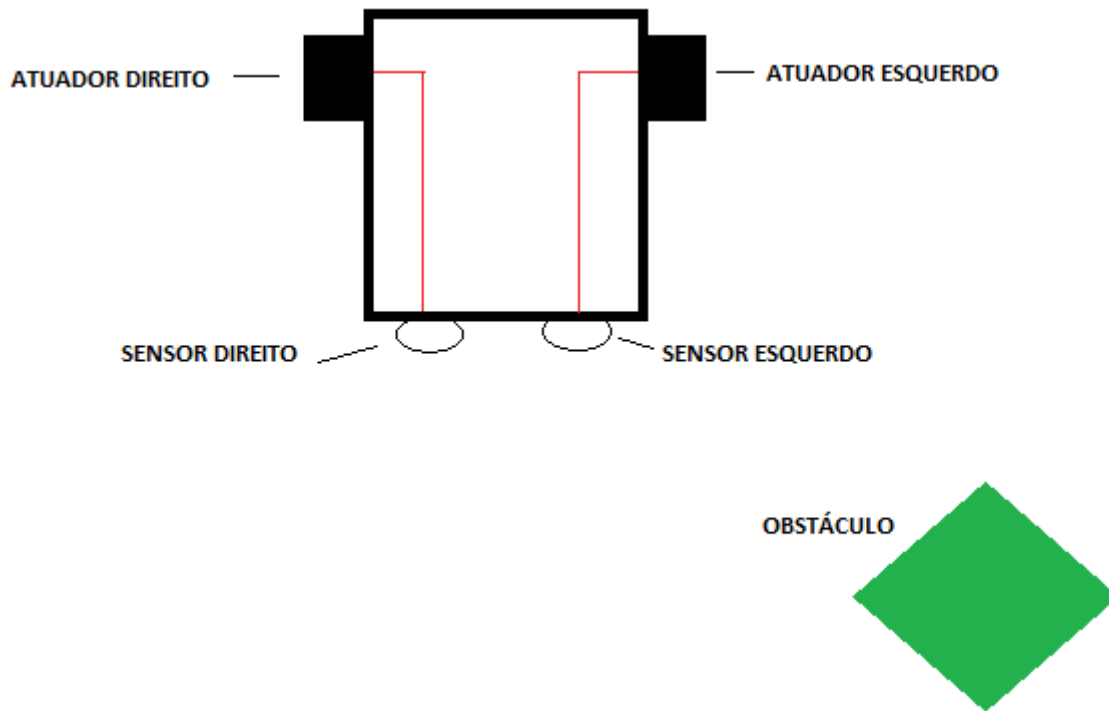 ATUADOR DIREITO
ATUADOR ESQUERDO
SENSOR DIREITO
SENSOR ESQUERDO
OBSTÁCULO